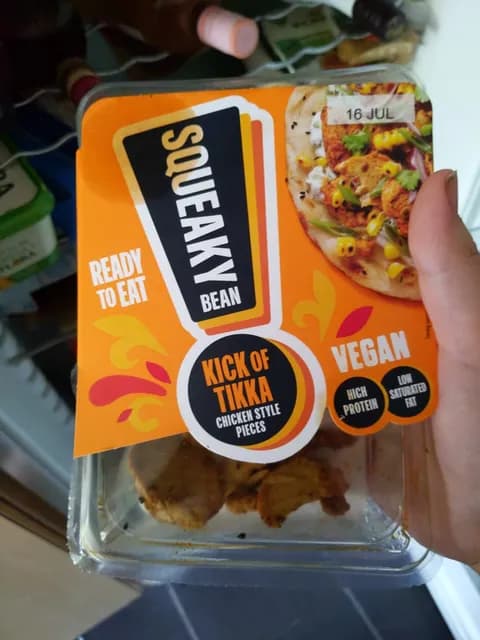 16 JUL
SQUEAKY
BEAN
READY
TO EAT
KICK OF
TIKKA
CHICKEN STYLE
PIECES
VEGAN
HIGH
PROTEIN
LOW
SATURATED
FAT